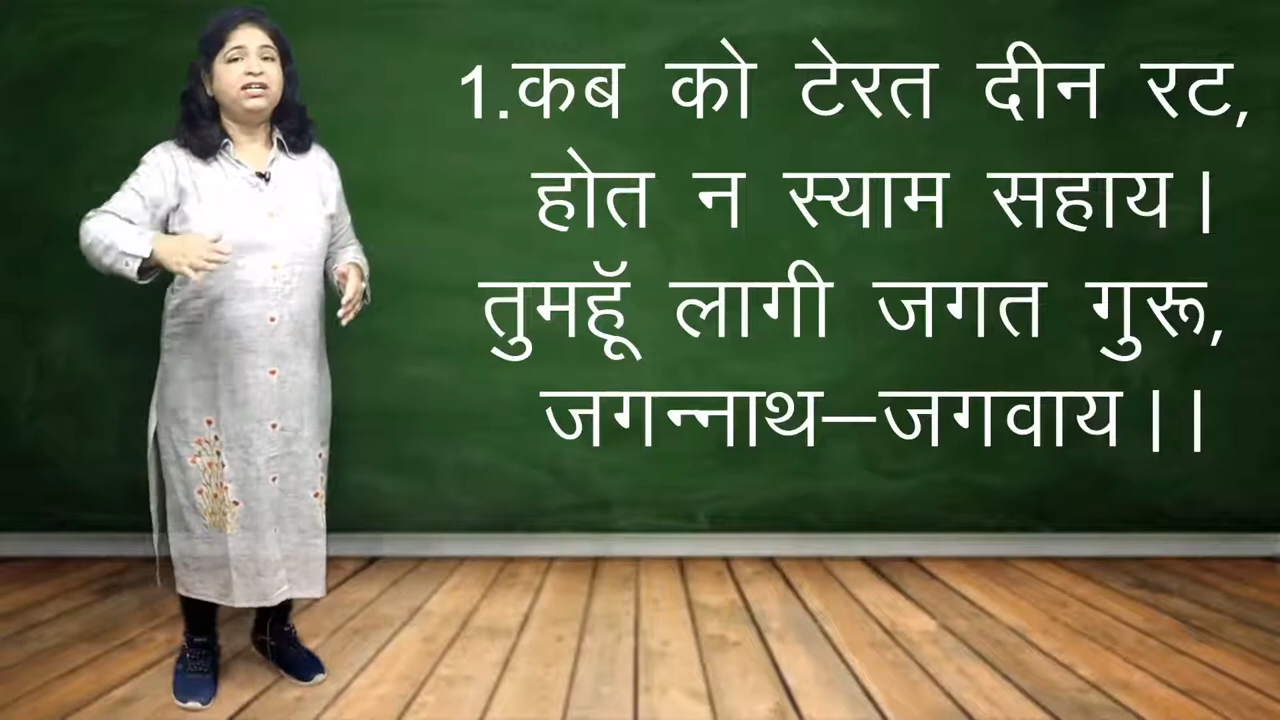 1.कब को टेरत दीन रट,
होत न स्याम सहाय।
तुमहूॅ लागी जगत गुरू,
जगन्नाथ–जगवाय।।